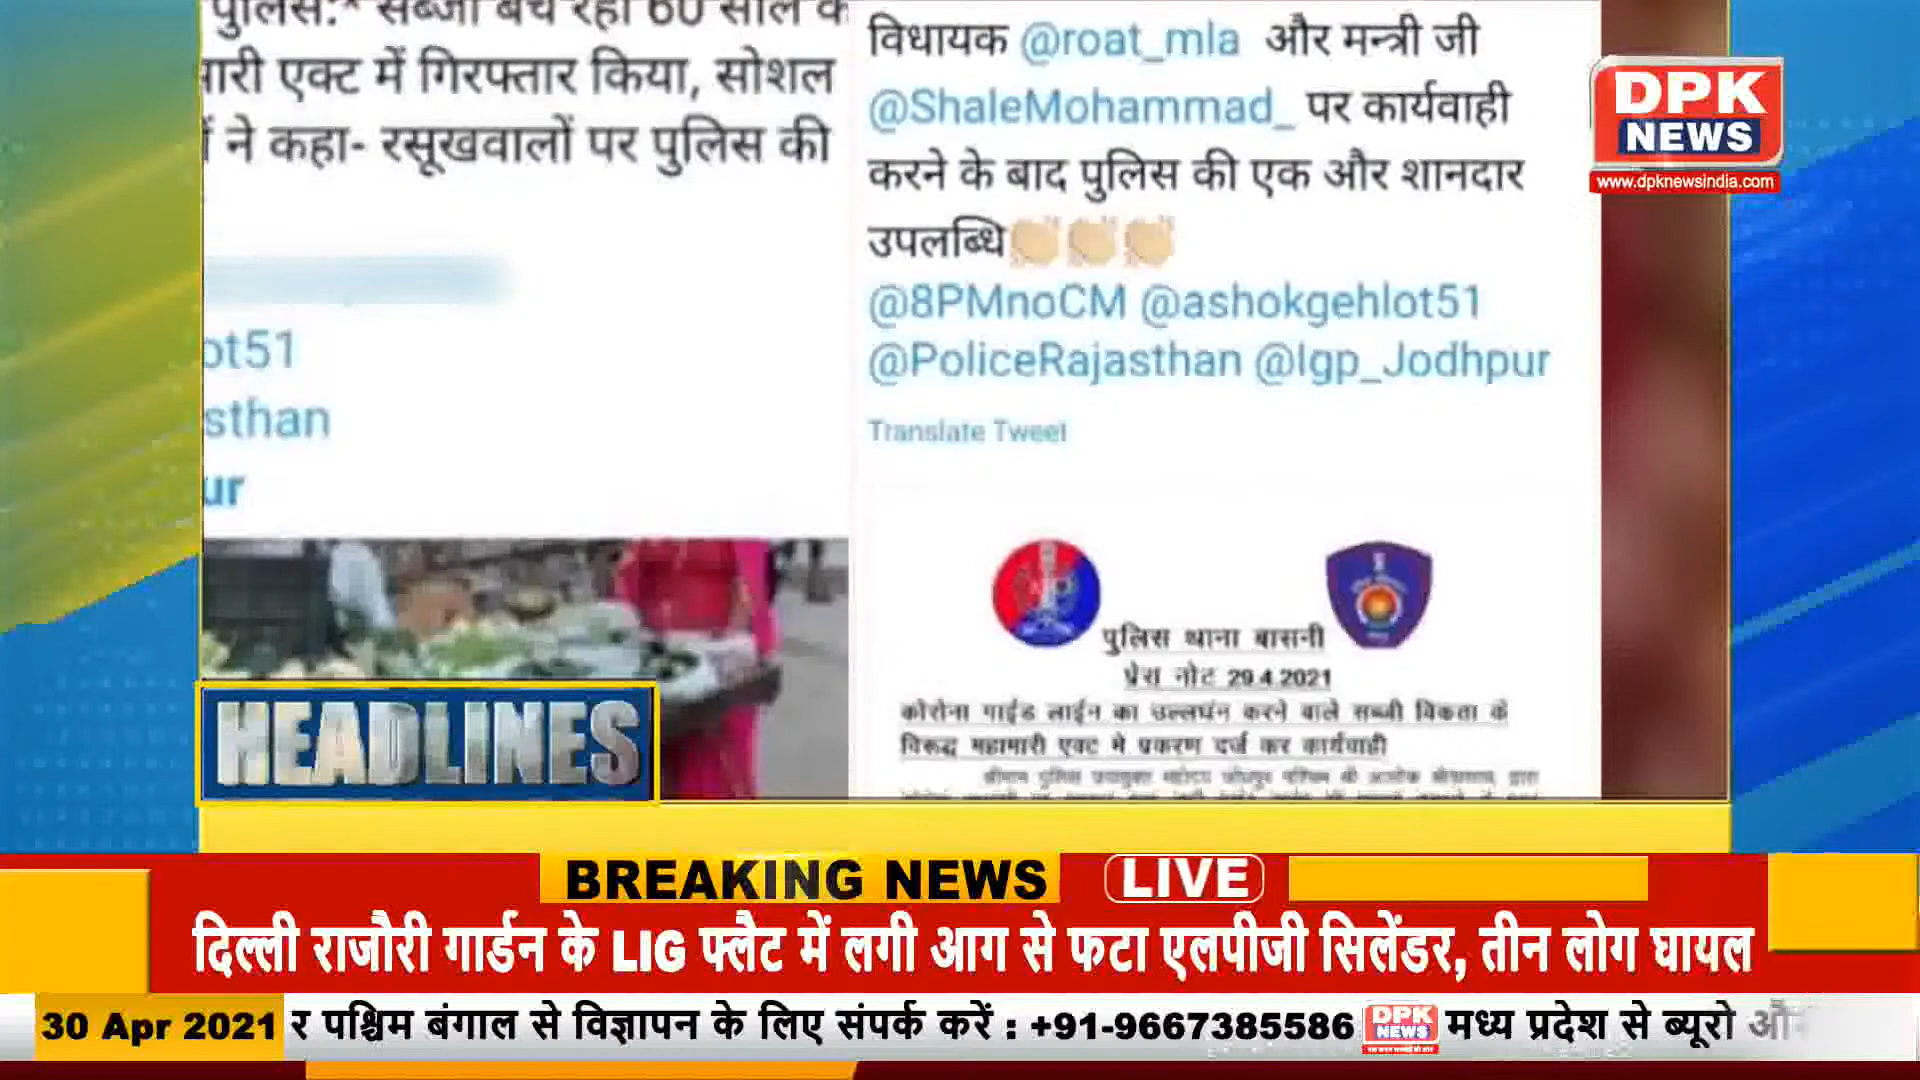 पुलिस:* सब्जी बेच रहा 60 साल क
ारी एक्ट में गिरफ्तार किया, सोशल
ं ने कहा- रसूखवालों पर पुलिस की
ot51
sthan
ur
विधायक @roat_mla और मन्त्री जी
@ShaleMohammad_ पर कार्यवाही
करने के बाद पुलिस की एक और शानदार
उपलब्धि👏🏼👏🏼👏🏼
@8PMnoCM @ashokgehlot51
@PoliceRajasthan @Igp_Jodhpur
Translate Tweet
पुलिस थाना बासनी
प्रेस नोट 29.4.2021
कोरोना गाईड लाईन का उल्लघंन करने वाले सब्जी विकता के
विरूद्ध महामारी एक्ट मे प्रकरण दर्ज कर कार्यवाही
DPK
NEWS
www.dpknewsindia.com
HEADLINES
BREAKING NEWS LIVE
दिल्ली राजौरी गार्डन के LIG फ्लैट में लगी आग से फटा एलपीजी सिलेंडर, तीन लोग घायल
30 Apr 2021 र पश्चिम बंगाल से विज्ञापन के लिए संपर्क करें : +91-9667385586 DPK NEWS मध्य प्रदेश से ब्यूरो